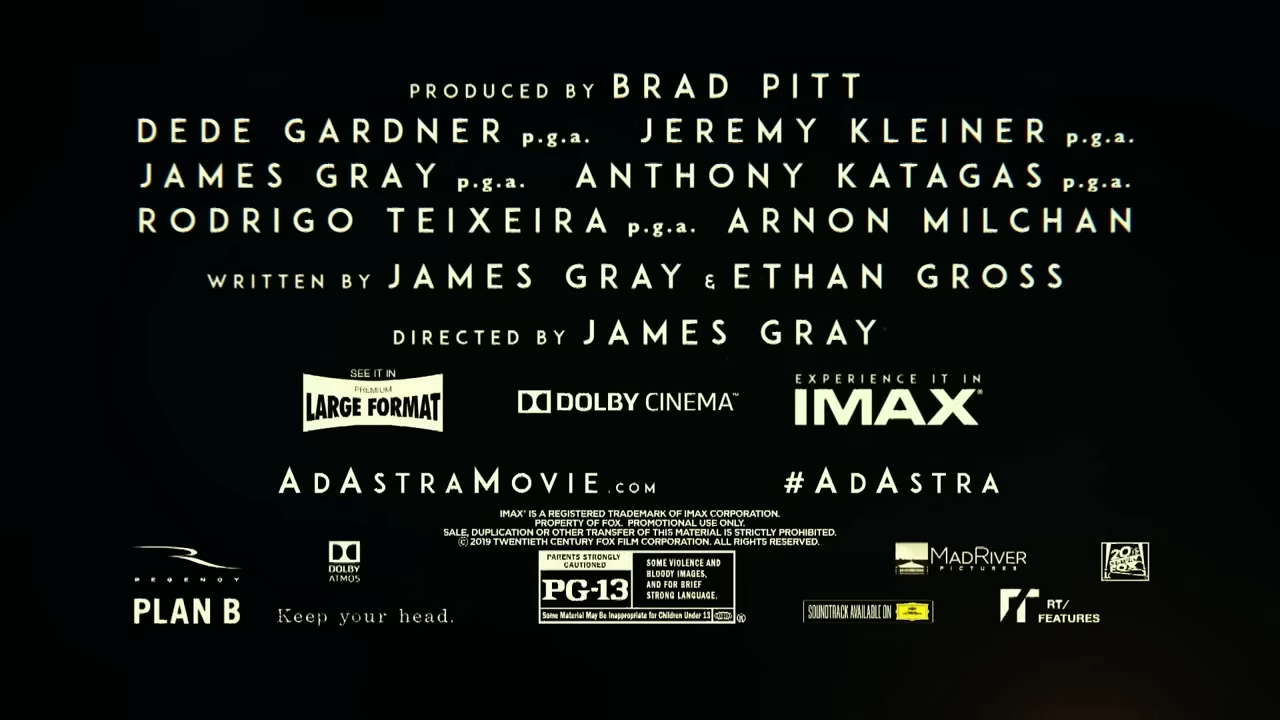 PRODUCED BY BRAD PITT
DEDE GARDNER p.g.a. JEREMY KLEINER p.g.a.
JAMES GRAY p.g.a. ANTHONY KATAGAS p.g.a.
RODRIGO TEIXEIRA p.g.a. ARNON MILCHAN
WRITTEN BY JAMES GRAY & ETHAN GROSS
DIRECTED BY JAMES GRAY
SEE IT IN
PREMIUM
LARGE FORMAT
DOLBY CINEMA™
EXPERIENCE IT IN
IMAX®
ADASTRAMOVIE.COM
#ADASTRA
IMAX® IS A REGISTERED TRADEMARK OF IMAX CORPORATION.
PROPERTY OF FOX. PROMOTIONAL USE ONLY.
SALE, DUPLICATION OR OTHER TRANSFER OF THIS MATERIAL IS STRICTLY PROHIBITED.
© 2019 TWENTIETH CENTURY FOX FILM CORPORATION. ALL RIGHTS RESERVED.
REGENCY
DOLBY
ATMOS
PARENTS STRONGLY
CAUTIONED
PG-13
SOME VIOLENCE AND
BLOODY IMAGES,
AND FOR BRIEF
STRONG LANGUAGE.
Some Material May Be Inappropriate for Children Under 13
®
MADRIVER
PICTURES
20TH
CENTURY
FOX
PLAN B
Keep your head.
SOUNDTRACK AVAILABLE ON
RT/
FEATURES